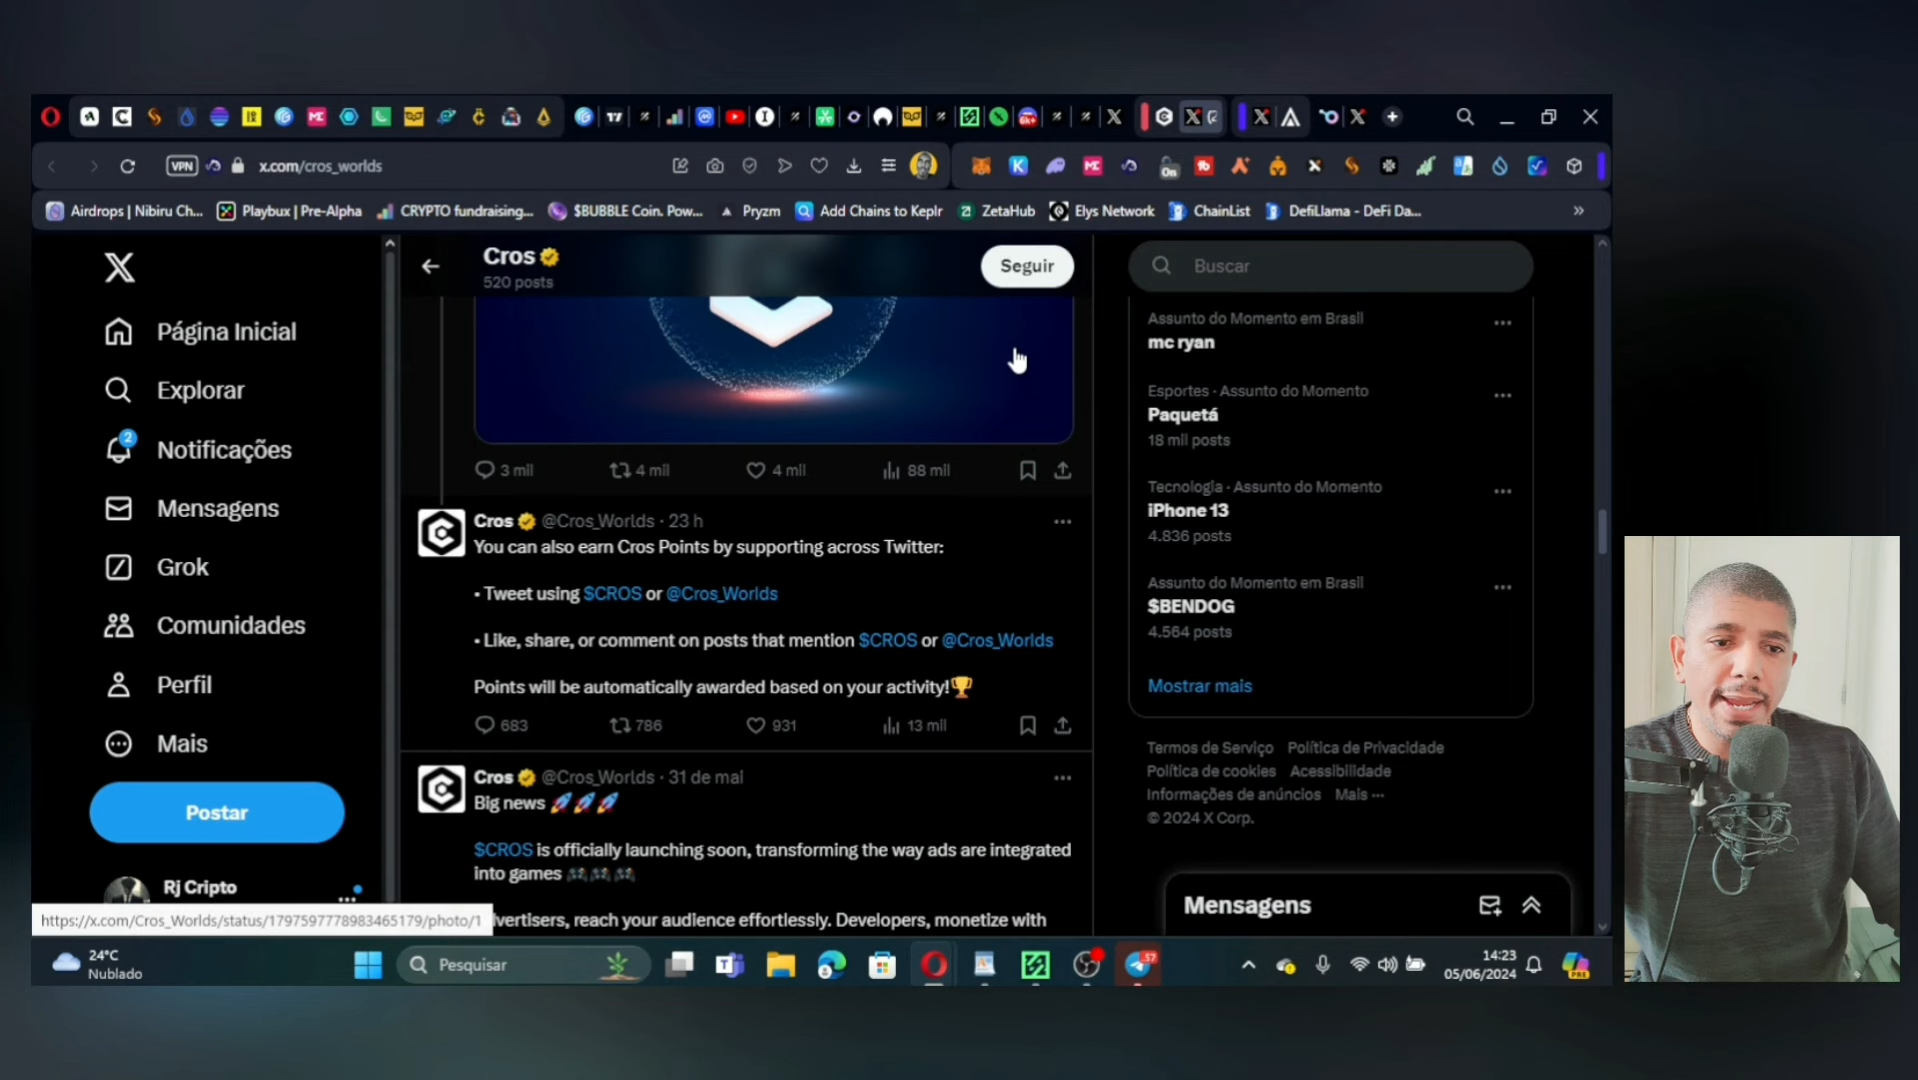 VPN
x.com/cros_worlds
Airdrops | Nibiru Ch...
Playbux | Pre-Alpha
CRYPTO fundraising...
$BUBBLE Coin. Pow...
Pryzm
Add Chains to Keplr
ZetaHub
Elys Network
ChainList
DefiLlama - DeFi Da...
Página Inicial
Explorar
2
Notificações
Mensagens
Grok
Comunidades
Perfil
Mais
Postar
Rj Cripto
https://x.com/Cros_Worlds/status/1797597778983465179/photo/1
Cros
520 posts
Seguir
3 mil
4 mil
4 mil
88 mil
Cros @Cros_Worlds · 23 h
You can also earn Cros Points by supporting across Twitter:
• Tweet using $CROS or @Cros_Worlds
• Like, share, or comment on posts that mention $CROS or @Cros_Worlds
Points will be automatically awarded based on your activity!🏆
683
786
931
13 mil
Cros @Cros_Worlds · 31 de mai
Big news 🚀🚀🚀
$CROS is officially launching soon, transforming the way ads are integrated
into games 🎮🎮🎮
dvertisers, reach your audience effortlessly. Developers, monetize with
Buscar
Assunto do Momento em Brasil
mc ryan
Esportes · Assunto do Momento
Paquetá
18 mil posts
Tecnologia · Assunto do Momento
iPhone 13
4.836 posts
Assunto do Momento em Brasil
$BENDOG
4.564 posts
Mostrar mais
Termos de Serviço Política de Privacidade
Política de cookies Acessibilidade
Informações de anúncios Mais ···
© 2024 X Corp.
Mensagens
24°C
Nublado
Pesquisar
37
14:23
05/06/2024